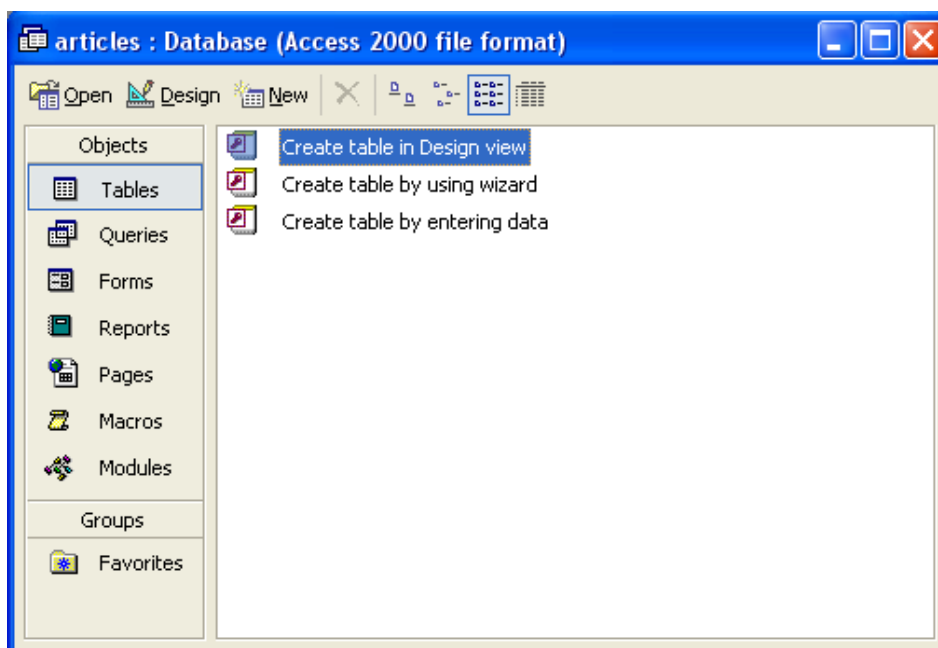 articles : Database (Access 2000 file format)
Open Design New
Objects
Tables
Queries
Forms
Reports
Pages
Macros
Modules
Groups
Favorites
Create table in Design view
Create table by using wizard
Create table by entering data